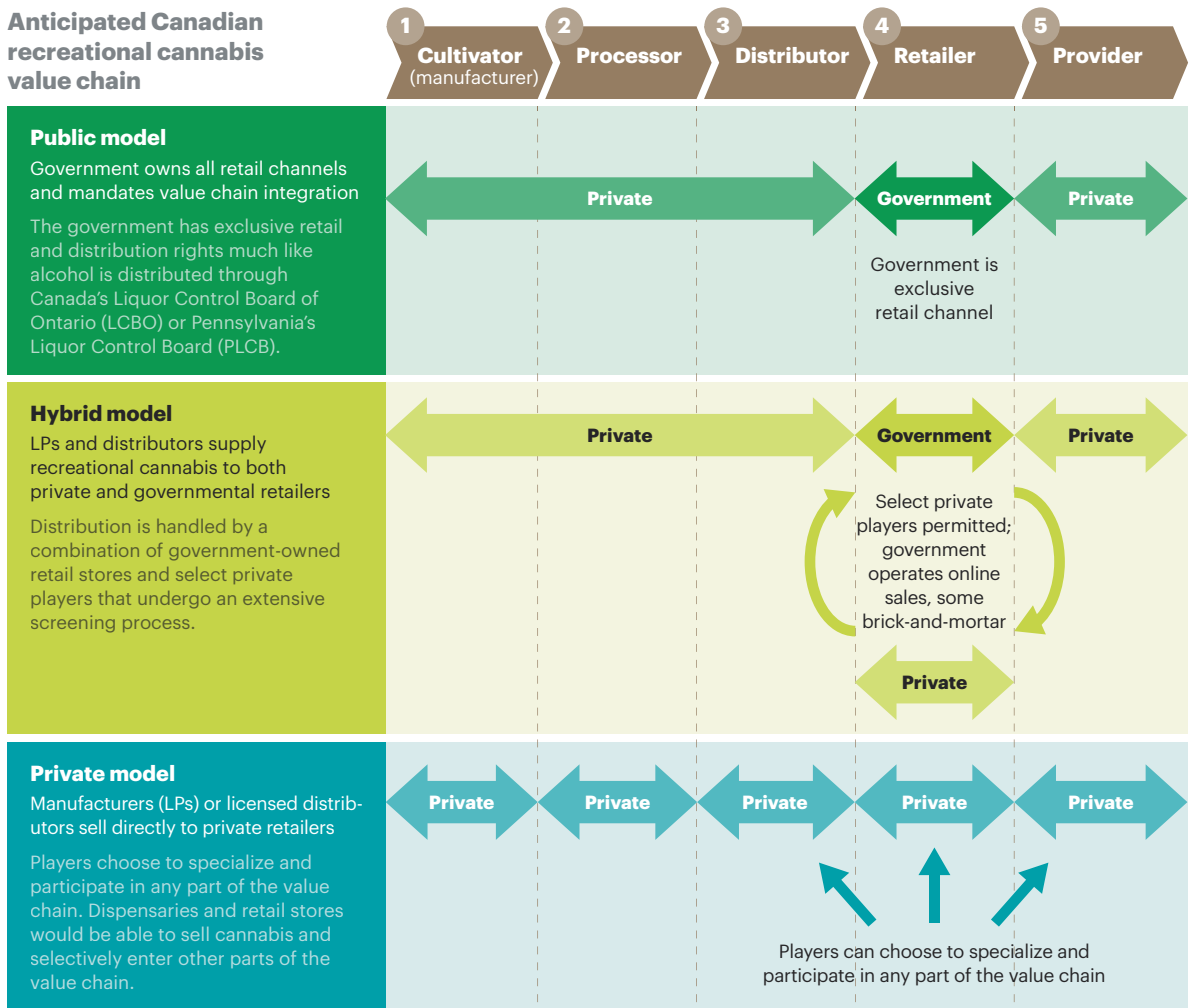 Anticipated Canadian
recreational cannabis
value chain
1
Cultivator
(manufacturer)
2
Processor
3
Distributor
4
Retailer
5
Provider
Public model
Government owns all retail channels
and mandates value chain integration
The government has exclusive retail
and distribution rights much like
alcohol is distributed through
Canada’s Liquor Control Board of
Ontario (LCBO) or Pennsylvania’s
Liquor Control Board (PLCB).
Private
Government
Private
Government is
exclusive
retail channel
Hybrid model
LPs and distributors supply
recreational cannabis to both
private and governmental retailers
Distribution is handled by a
combination of government-owned
retail stores and select private
players that undergo an extensive
screening process.
Private
Government
Private
Select private
players permitted;
government
operates online
sales, some
brick-and-mortar
Private
Private model
Manufacturers (LPs) or licensed distrib-
utors sell directly to private retailers
Players choose to specialize and
participate in any part of the value
chain. Dispensaries and retail stores
would be able to sell cannabis and
selectively enter other parts of the
value chain.
Private
Private
Private
Private
Private
Players can choose to specialize and
participate in any part of the value chain